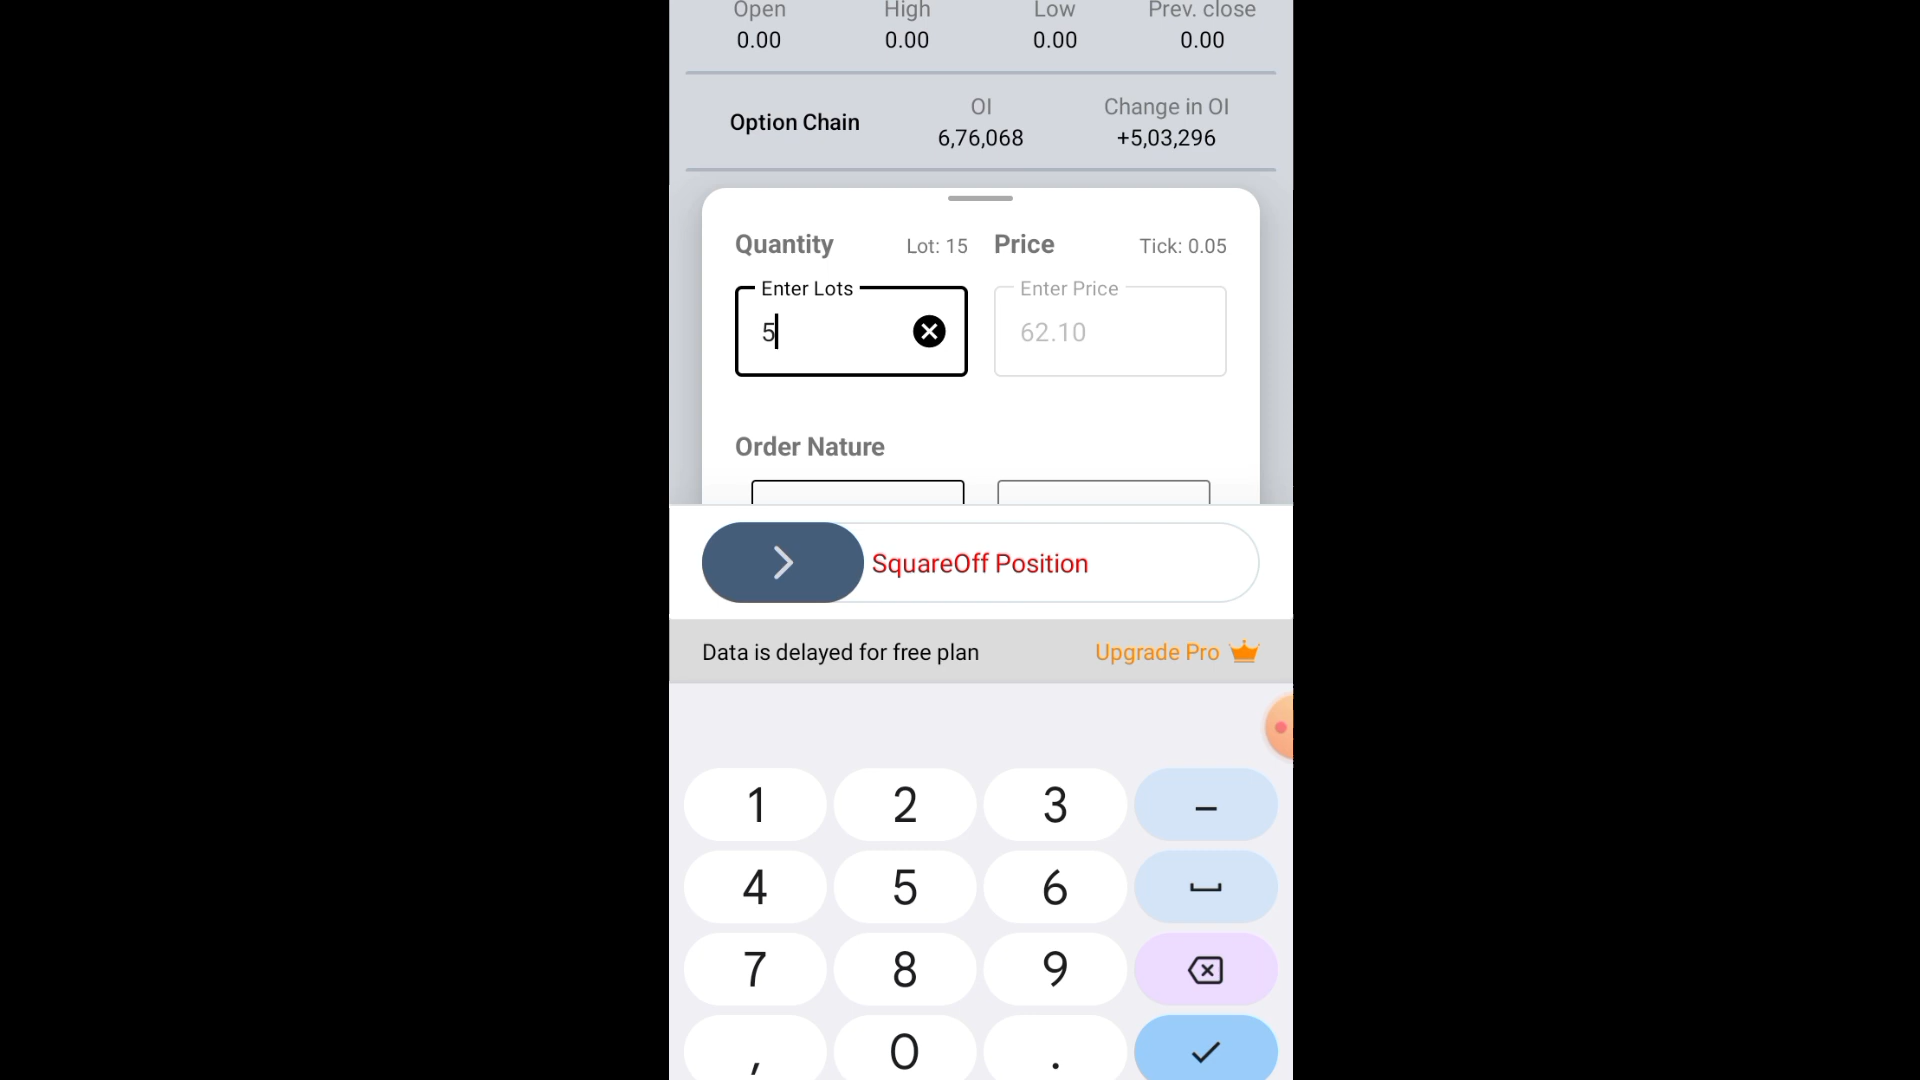 Open High Low Prev. close
0.00 0.00 0.00 0.00
Option Chain OI Change in OI
6,76,068 +5,03,296
Quantity Lot: 15 Price Tick: 0.05
Enter Lots Enter Price
5 62.10
Order Nature
SquareOff Position
Data is delayed for free plan Upgrade Pro
1 2 3 –
4 5 6
7 8 9
, 0 .